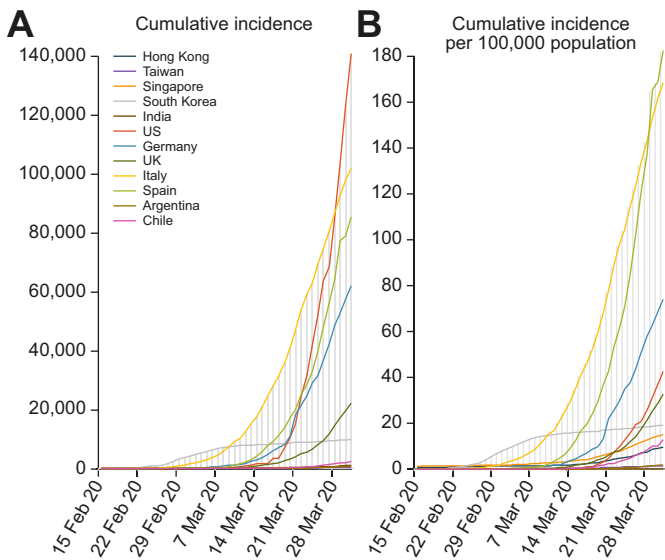 A
Cumulative incidence
140,000
120,000
100,000
80,000
60,000
40,000
20,000
0
Hong Kong
Taiwan
Singapore
South Korea
India
US
Germany
UK
Italy
Spain
Argentina
Chile
15 Feb 20
22 Feb 20
29 Feb 20
7 Mar 20
14 Mar 20
21 Mar 20
28 Mar 20
B
Cumulative incidence
per 100,000 population
180
160
140
120
100
80
60
40
20
0
15 Feb 20
22 Feb 20
29 Feb 20
7 Mar 20
14 Mar 20
21 Mar 20
28 Mar 20